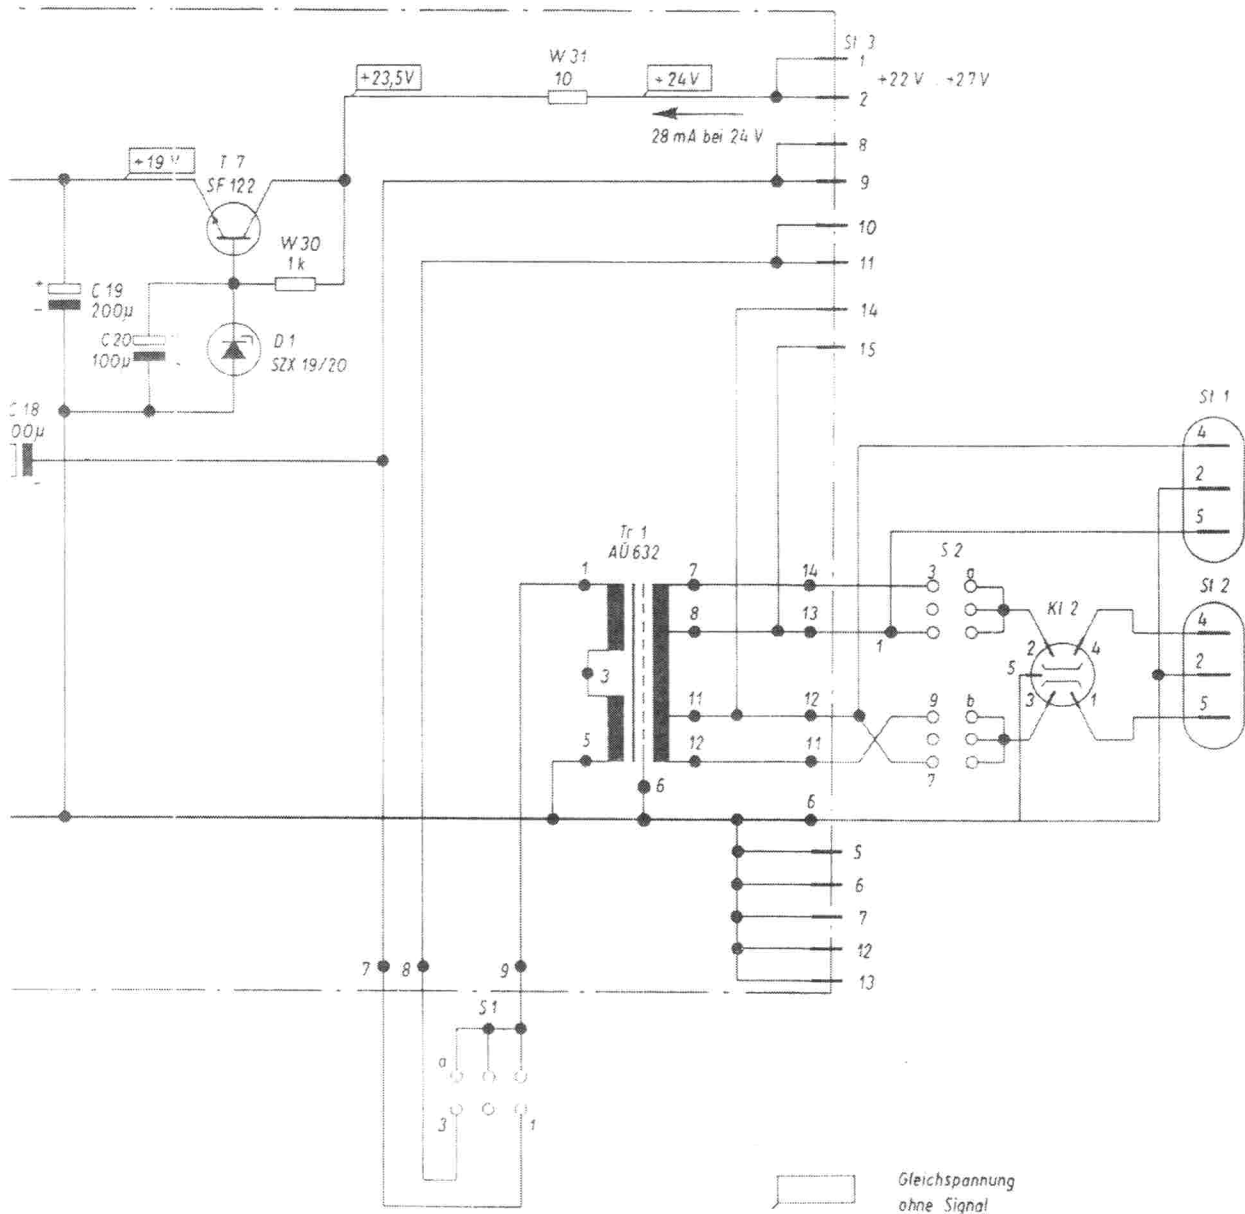 St 3
1
+22 V . +27 V
2
W 31
10
+23,5V
+24V
28 mA bei 24 V
8
9
+19 V
T 7
SF 122
10
11
W 30
1 k
14
15
+
-
C 19
200µ
C20
100µ
D 1
SZX 19/20
C 18
00µ
-
St 1
4
2
5
Tr 1
AÜ632
1
7
14
S 2
3
a
St 2
8
13
1
Kl 2
4
2
4
3
5
2
3
1
11
12
9
b
5
5
12
11
7
6
6
5
6
7
12
13
7
8
9
S 1
a
3
1
Gleichspannung
ohne Signal